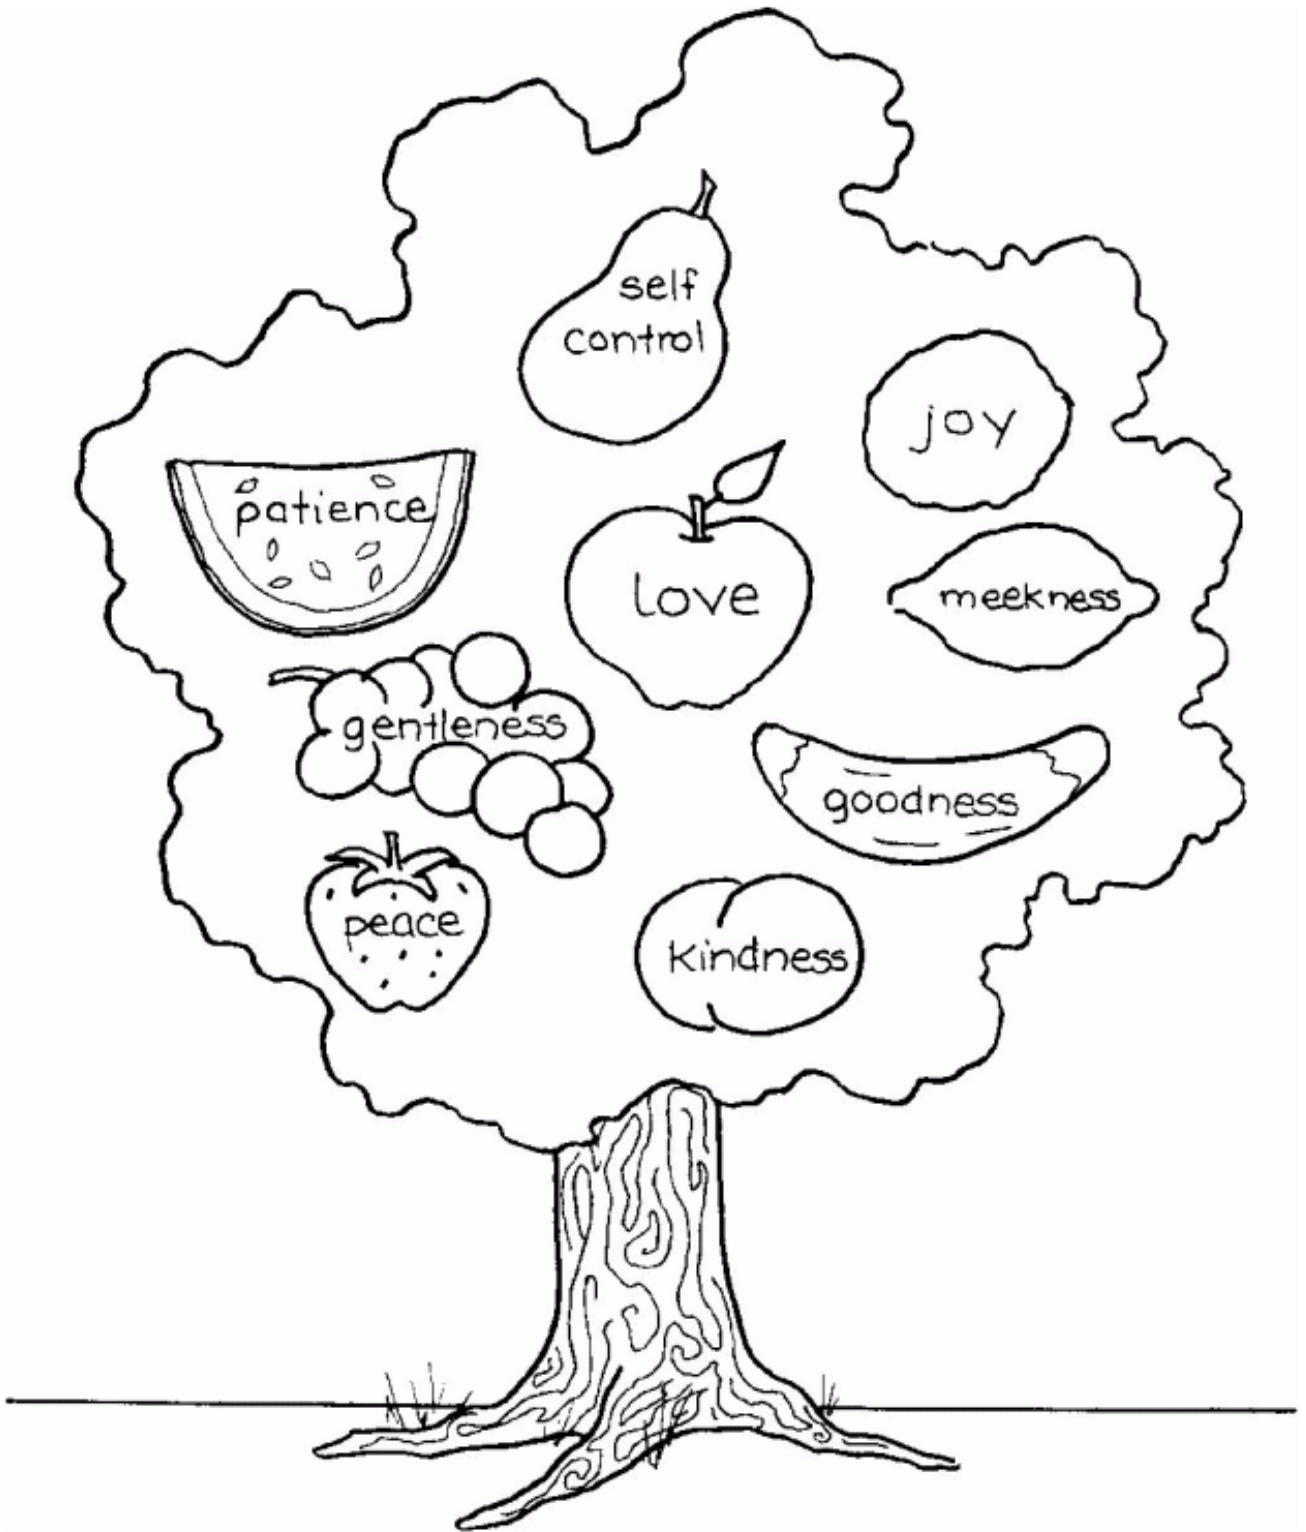 self
control
joy
patience
love
meekness
gentleness
goodness
peace
kindness